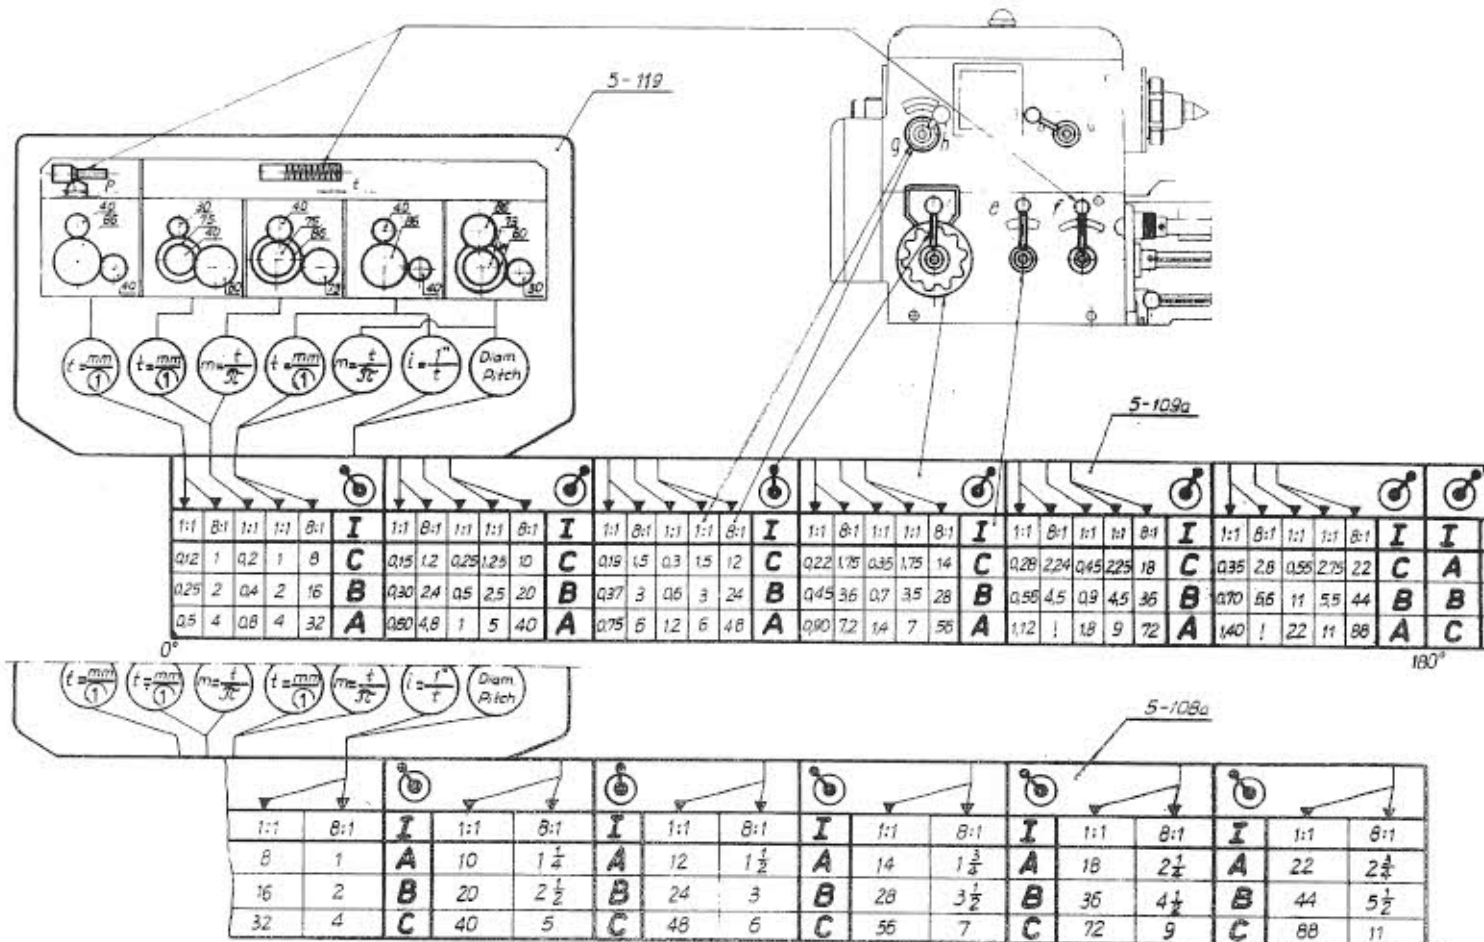 5-119
P
t
40
86
40
30
75
40
60
40
75
86
72
40
86
40
86
73
60
30
g
h
e
f
t=mm/①
t=mm/①
m=t/π
t=mm/①
m=t/π
i=1"/t
Diam
Pitch
5-109a
1:1 8:1 1:1 1:1 8:1 I 1:1 8:1 1:1 1:1 8:1 I 1:1 8:1 1:1 1:1 8:1 I 1:1 8:1 1:1 1:1 8:1 I 1:1 8:1 1:1 1:1 8:1 I 1:1 8:1 1:1 1:1 8:1 I I
0,12 1 0,2 1 8 C 0,15 1,2 0,25 1,25 10 C 0,19 1,5 0,3 1,5 12 C 0,22 1,75 0,35 1,75 14 C 0,28 2,24 0,45 2,25 18 C 0,35 2,8 0,55 2,75 22 C A
0,25 2 0,4 2 16 B 0,30 2,4 0,5 2,5 20 B 0,37 3 0,6 3 24 B 0,45 3,6 0,7 3,5 28 B 0,56 4,5 0,9 4,5 36 B 0,70 5,6 11 5,5 44 B B
0,5 4 0,8 4 32 A 0,60 4,8 1 5 40 A 0,75 6 1,2 6 48 A 0,90 7,2 1,4 7 56 A 1,12 ! 1,8 9 72 A 1,40 ! 22 11 88 A C
0°
180°
t=mm/①
t=mm/①
m=t/π
t=mm/①
m=t/π
i=1"/t
Diam.
Pitch
5-108a
1:1 8:1 I 1:1 8:1 I 1:1 8:1 I 1:1 8:1 I 1:1 8:1 I 1:1 8:1
8 1 A 10 1 1/4 A 12 1 1/2 A 14 1 3/4 A 18 2 1/4 A 22 2 3/4
16 2 B 20 2 1/2 B 24 3 B 28 3 1/2 B 36 4 1/2 B 44 5 1/2
32 4 C 40 5 C 48 6 C 56 7 C 72 9 C 88 11